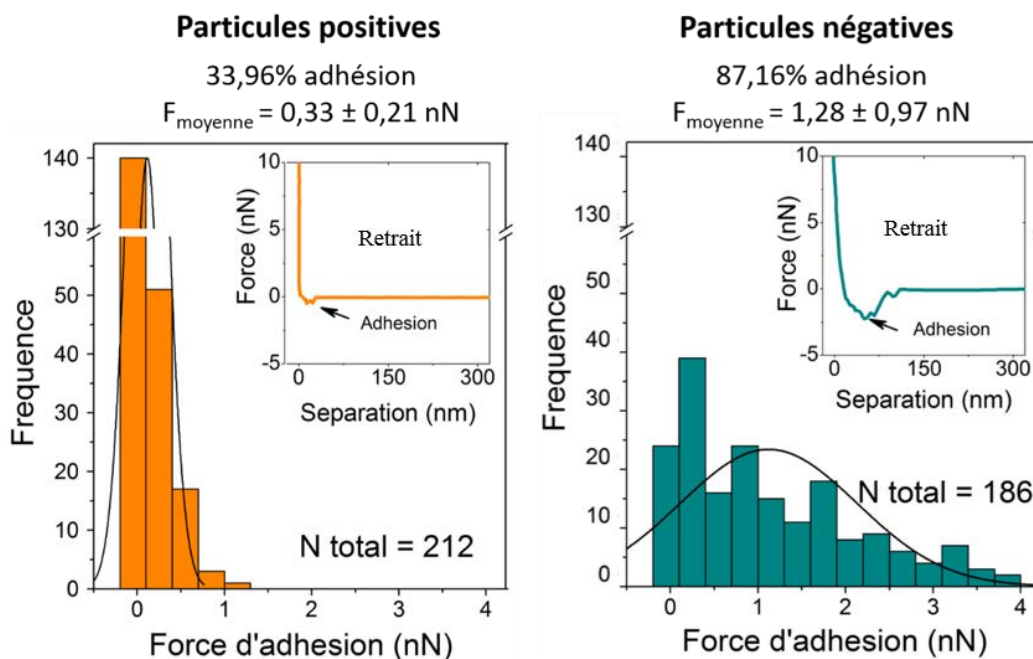 Particules positives
33,96% adhésion
Fmoyenne = 0,33 ± 0,21 nN
140
130
50
40
30
20
10
0
Frequence
0
1
2
3
4
Force d'adhesion (nN)
N total = 212
10
5
0
-5
Force (nN)
Retrait
Adhesion
0
150
300
Separation (nm)
Particules négatives
87,16% adhésion
Fmoyenne = 1,28 ± 0,97 nN
140
130
50
40
30
20
10
0
Frequence
0
1
2
3
4
Force d'adhesion (nN)
N total = 186
10
5
0
-5
Force (nN)
Retrait
Adhesion
0
150
300
Separation (nm)